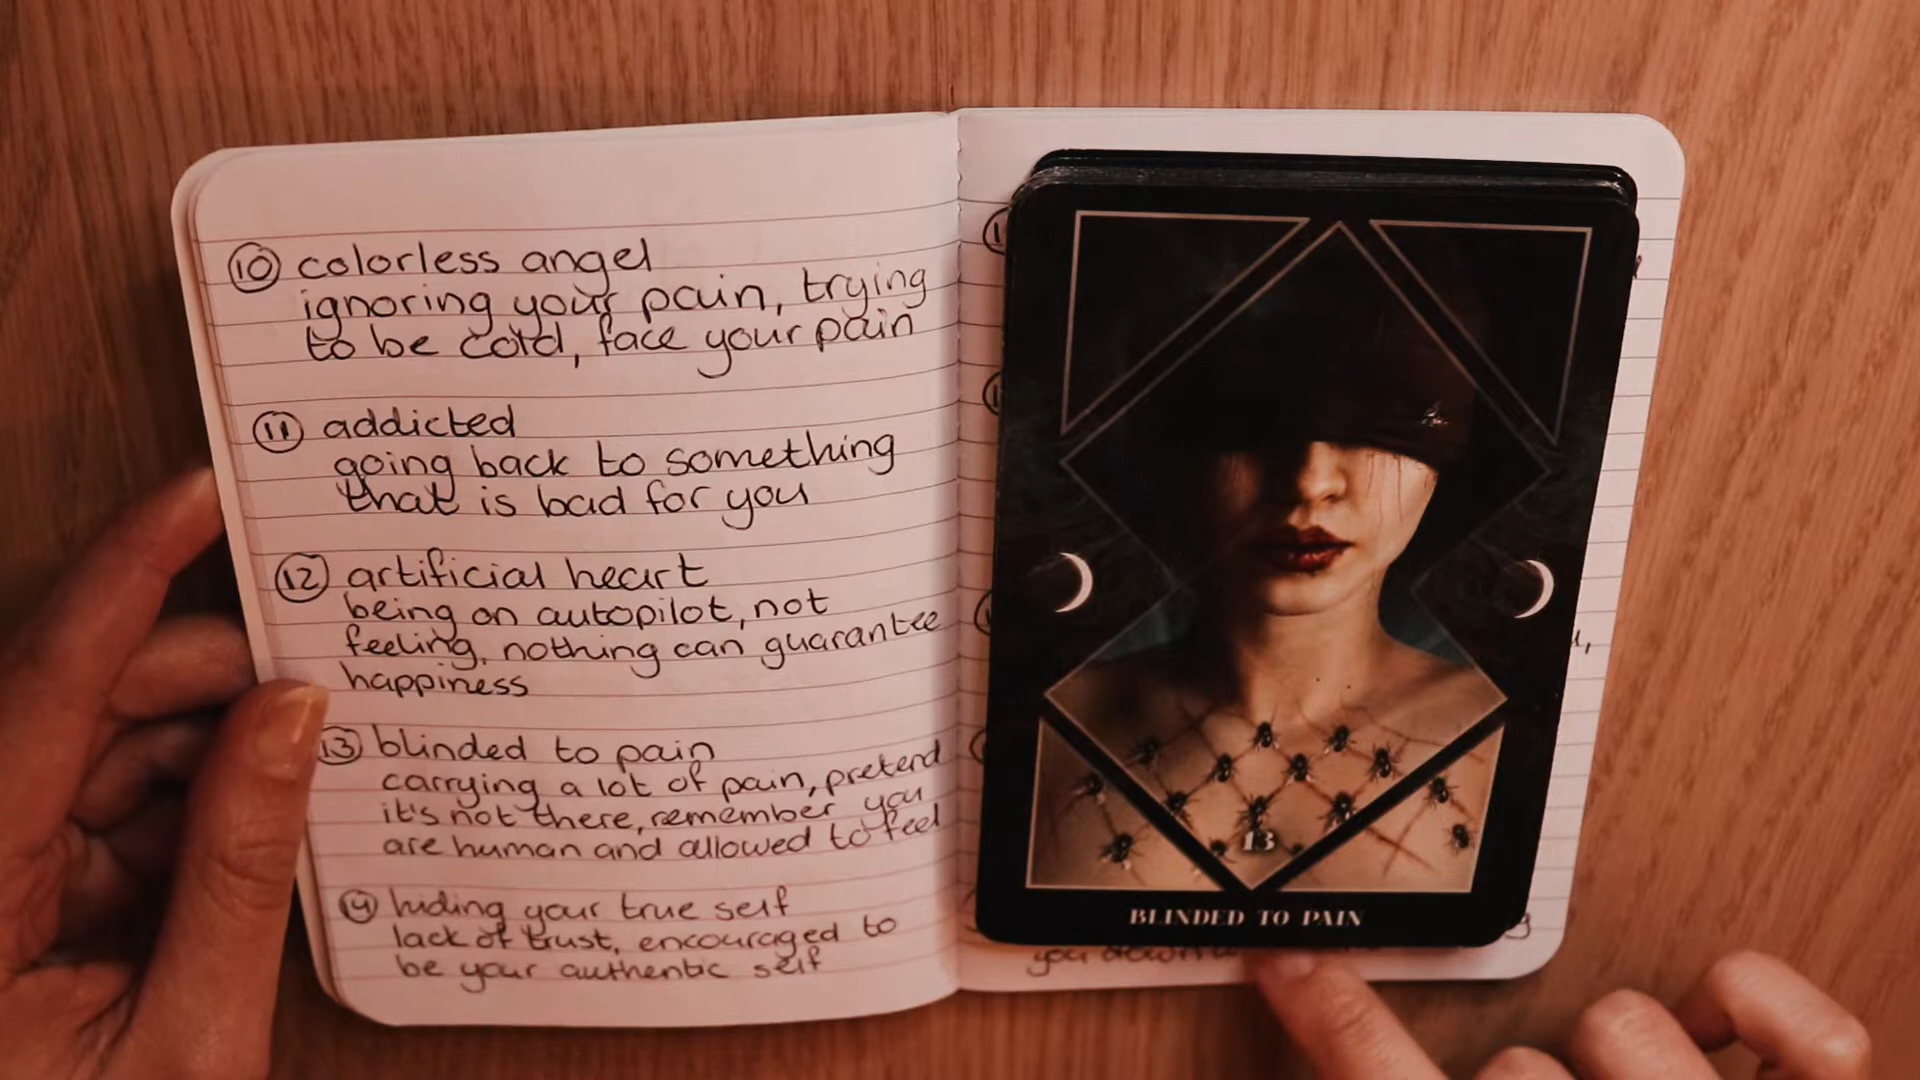 10 colorless angel
ignoring your pain, trying
to be cold, face your pain
11 addicted
going back to something
that is bad for you
12 artificial heart
being on autopilot, not
feeling, nothing can guarantee
happiness
13 blinded to pain
carrying a lot of pain, pretend
it's not there, remember you
are human and allowed to feel
14 hiding your true self
lack of trust, encouraged to
be your authentic self
13
BLINDED TO PAIN
you down